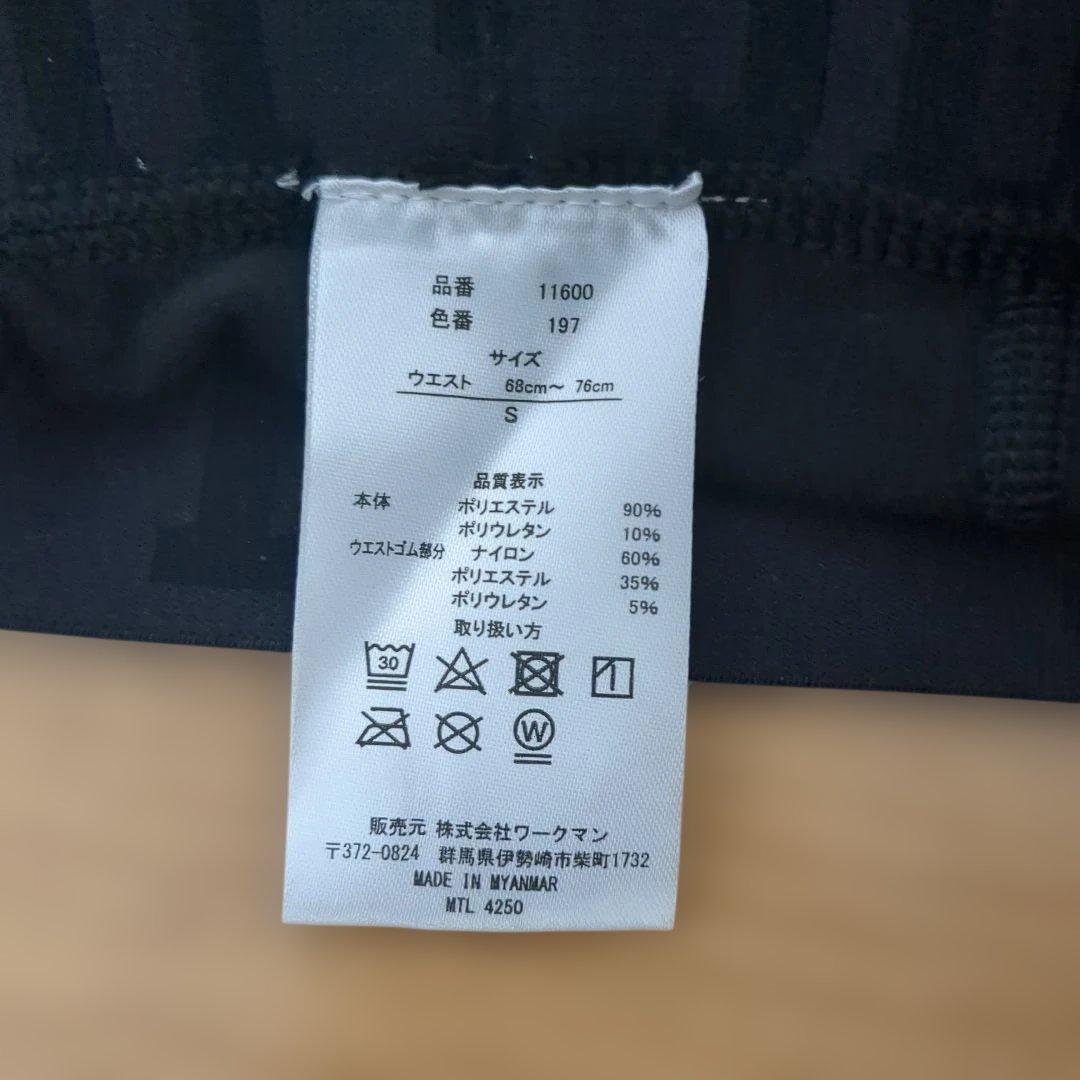 品番 11600
色番 197
サイズ
ウエスト 68cm～ 76cm
S
品質表示
本体 ポリエステル 90%
ポリウレタン 10%
ウエストゴム部分 ナイロン 60%
ポリエステル 35%
ポリウレタン 5%
取り扱い方
30
W
販売元 株式会社ワークマン
〒372-0824 群馬県伊勢崎市柴町1732
MADE IN MYANMAR
MTL 4250